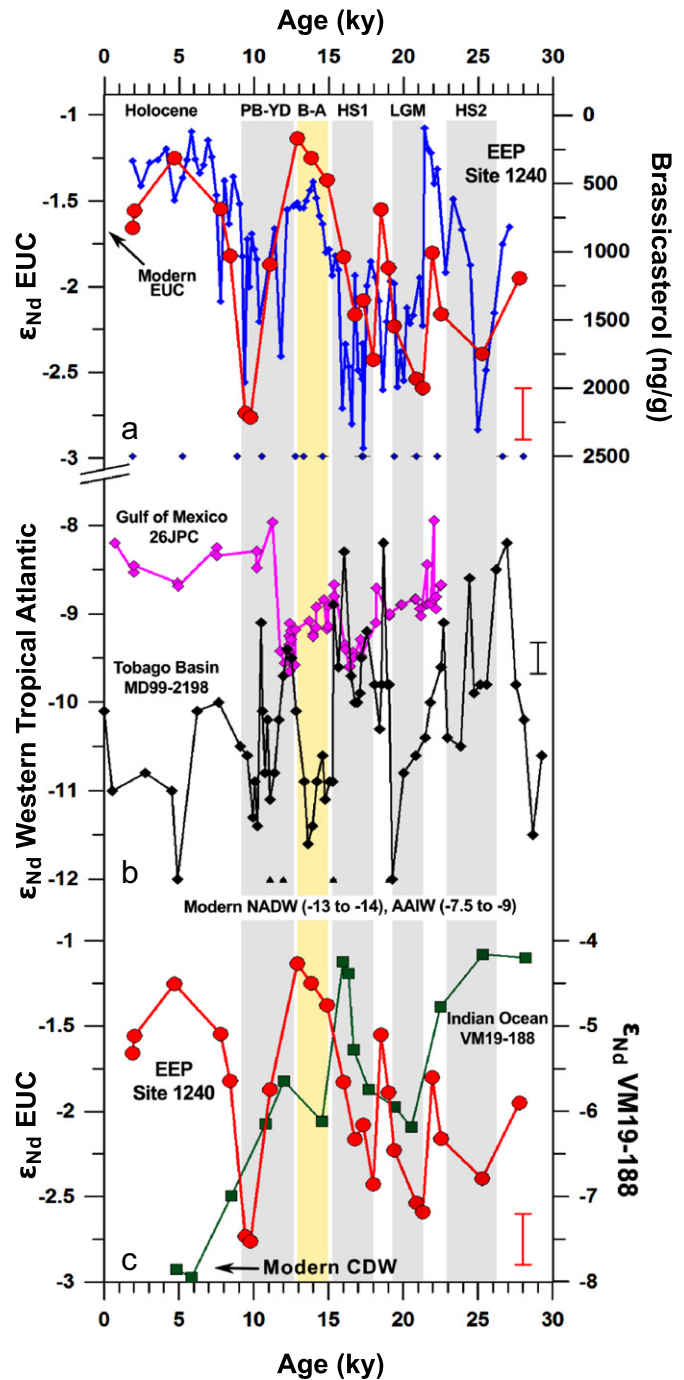 Age (ky)
0 5 10 15 20 25 30
Holocene PB-YD B-A HS1 LGM HS2
-1
-1.5
-2
-2.5
-3
εNd EUC
0
500
1000
1500
2000
2500
Brassicasterol (ng/g)
EEP
Site 1240
Modern
EUC
a
-8
-9
-10
-11
-12
εNd Western Tropical Atlantic
Gulf of Mexico
26JPC
Tobago Basin
MD99-2198
b
Modern NADW (-13 to -14), AAIW (-7.5 to -9)
-1
-1.5
-2
-2.5
-3
εNd EUC
-4
-5
-6
-7
-8
εNd VM19-188
Indian Ocean
VM19-188
EEP
Site 1240
Modern CDW
c
0 5 10 15 20 25 30
Age (ky)